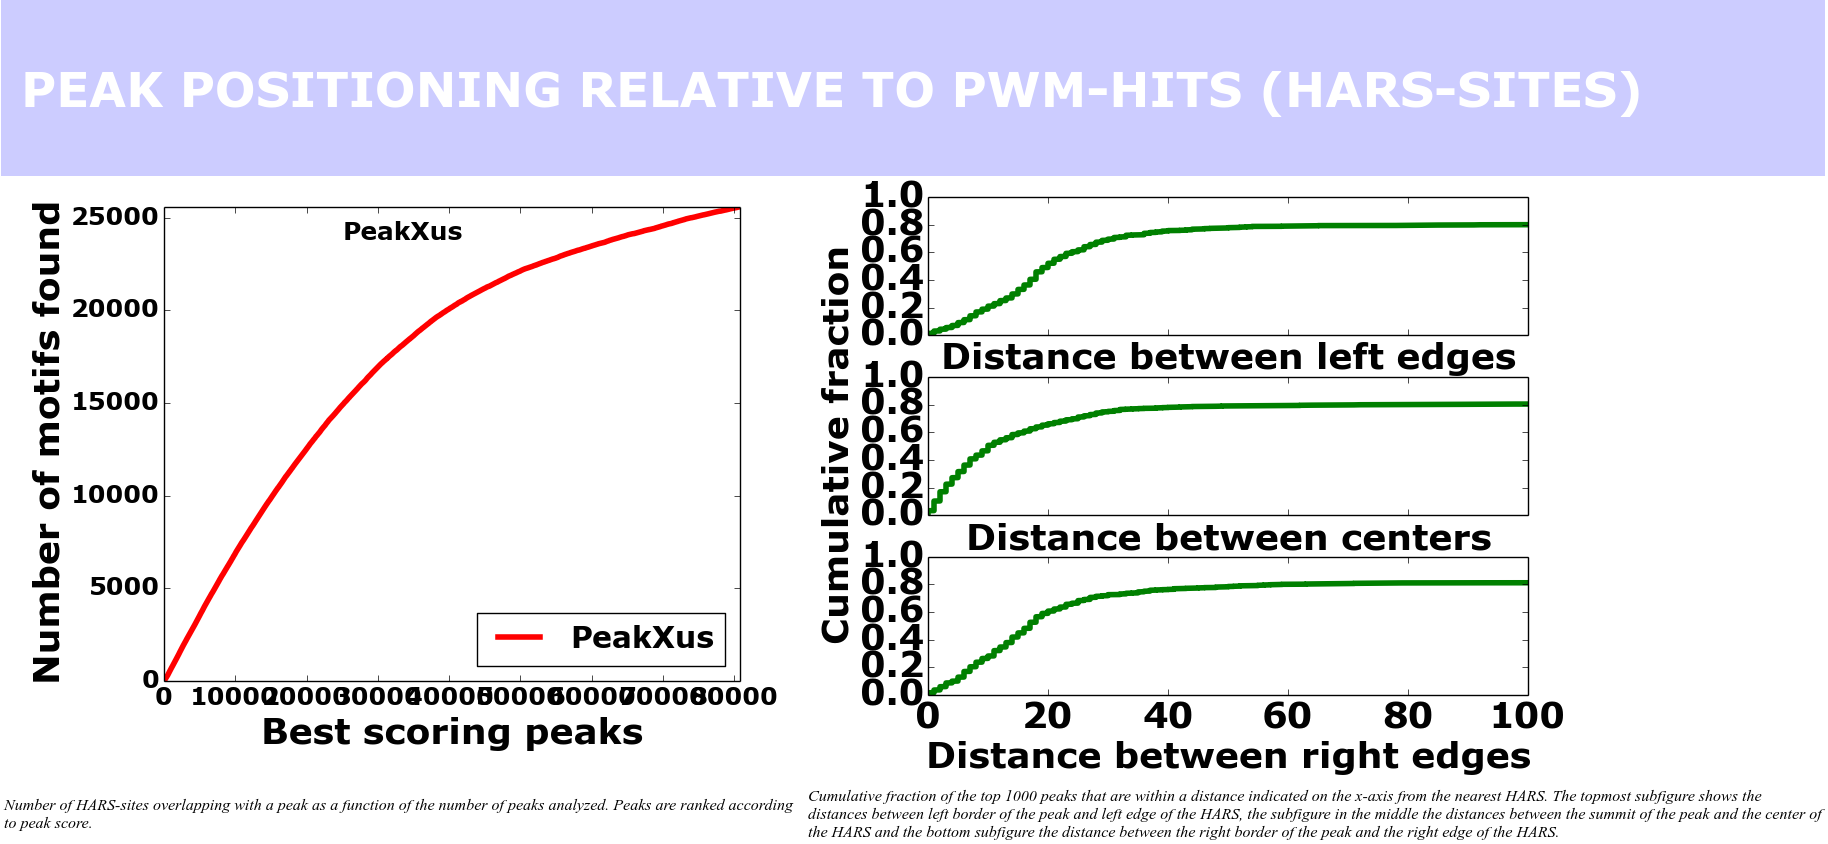 PEAK POSITIONING RELATIVE TO PWM-HITS (HARS-SITES)
Number of motifs found
25000
20000
15000
10000
5000
0
PeakXus
PeakXus
0 10000 20000 30000 40000 50000 60000 70000 80000
Best scoring peaks
Number of HARS-sites overlapping with a peak as a function of the number of peaks analyzed. Peaks are ranked according
to peak score.
Cumulative fraction
1.0
0.8
0.6
0.4
0.2
0.0
Distance between left edges
1.0
0.8
0.6
0.4
0.2
0.0
Distance between centers
1.0
0.8
0.6
0.4
0.2
0.0
0 20 40 60 80 100
Distance between right edges
Cumulative fraction of the top 1000 peaks that are within a distance indicated on the x-axis from the nearest HARS. The topmost subfigure shows the
distances between left border of the peak and left edge of the HARS, the subfigure in the middle the distances between the summit of the peak and the center of
the HARS and the bottom subfigure the distance between the right border of the peak and the right edge of the HARS.